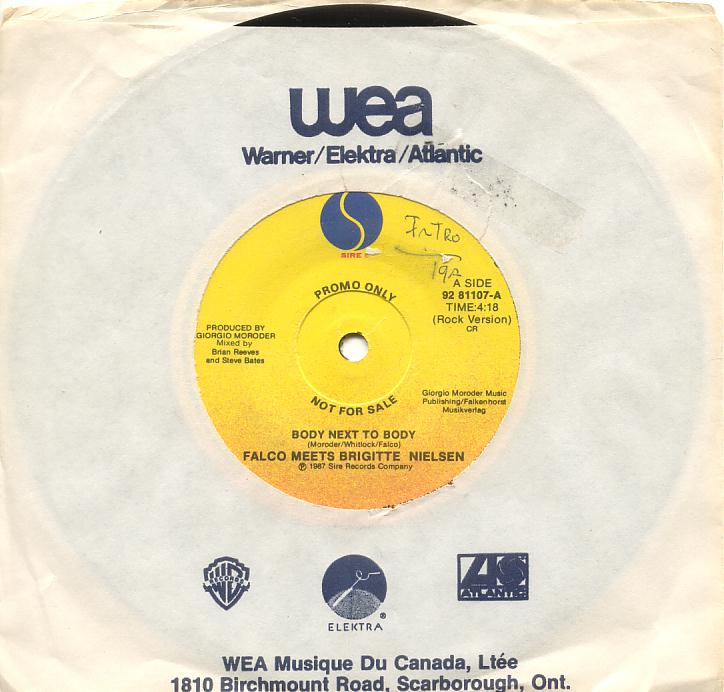 wea
Warner/Elektra/Atlantic
SIRE
Intro
19A
PROMO ONLY
A SIDE
92 81107-A
TIME:4:18
(Rock Version)
CR
PRODUCED BY
GIORGIO MORODER
Mixed by
Brian Reeves
and Steve Bates
NOT FOR SALE
Giorgio Moroder Music
Publishing/Falkenhorst
Musikverlag
BODY NEXT TO BODY
(Moroder/Whitlock/Falco)
FALCO MEETS BRIGITTE NIELSEN
Ⓟ 1987 Sire Records Company
RECORDS
ELEKTRA
®
ATLANTIC
WEA Musique Du Canada, Ltée
1810 Birchmount Road, Scarborough, Ont.